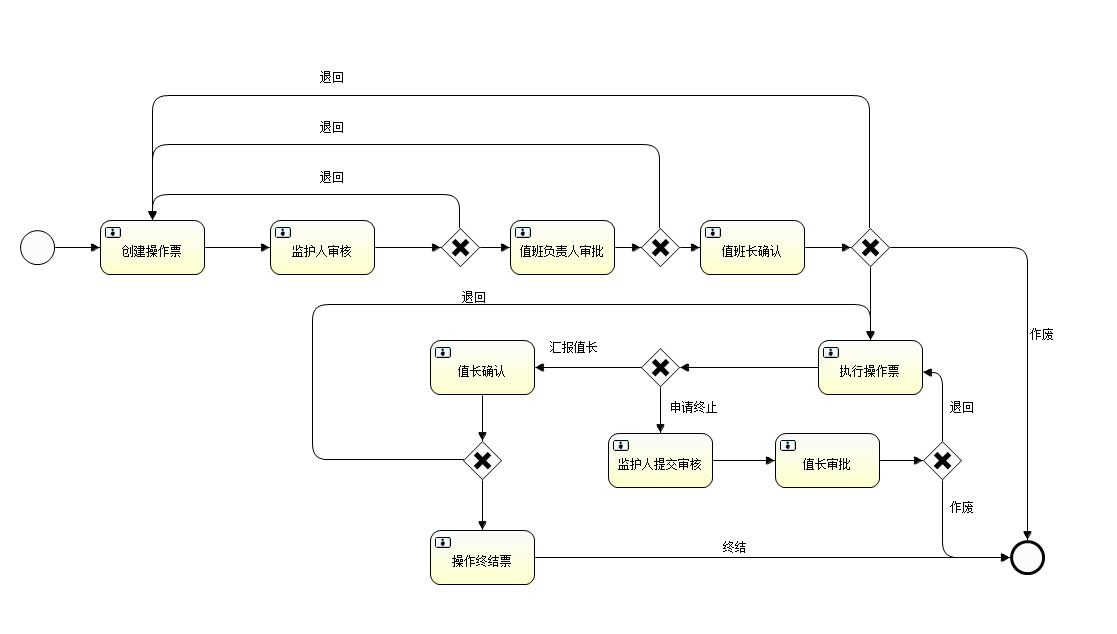 退回
退回
退回
创建操作票
监护人审核
值班负责人审批
值班长确认
退回
作废
汇报值长
值长确认
执行操作票
申请终止
退回
监护人提交审核
值长审批
作废
终结
操作终结票